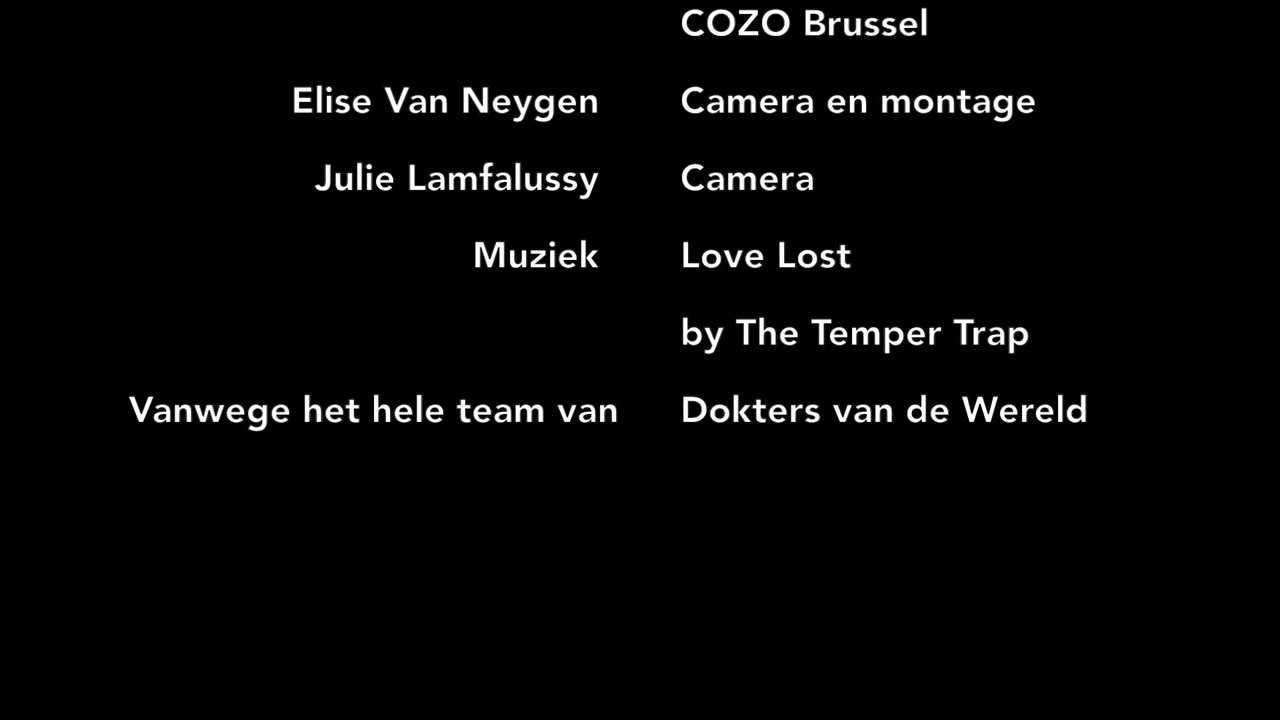 COZO Brussel
Elise Van Neygen Camera en montage
Julie Lamfalussy Camera
Muziek Love Lost
by The Temper Trap
Vanwege het hele team van Dokters van de Wereld